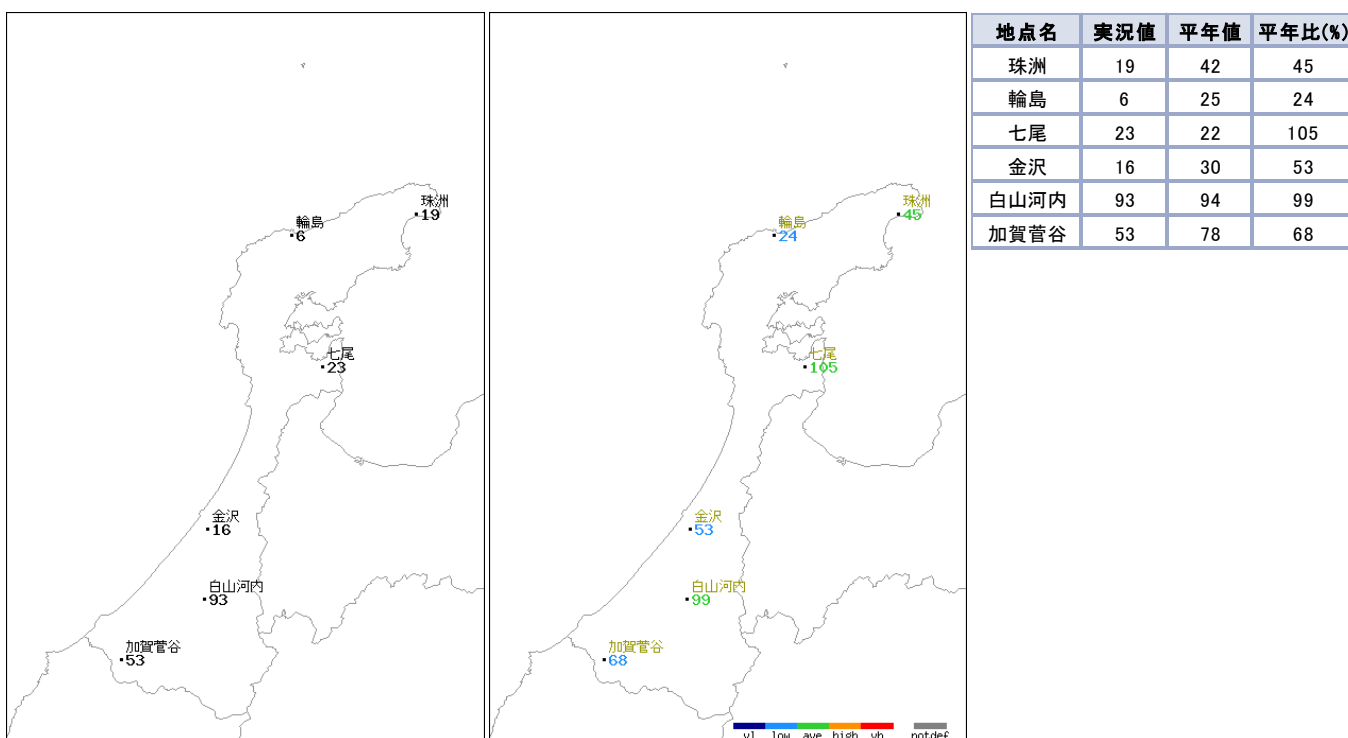 珠洲
19
輪島
6
七尾
23
金沢
16
白山河内
93
加賀菅谷
53
珠洲
45
輪島
24
七尾
105
金沢
53
白山河内
99
加賀菅谷
68
vl low ave high vh notdef
地点名 実況値 平年値 平年比(%)
珠洲 19 42 45
輪島 6 25 24
七尾 23 22 105
金沢 16 30 53
白山河内 93 94 99
加賀菅谷 53 78 68